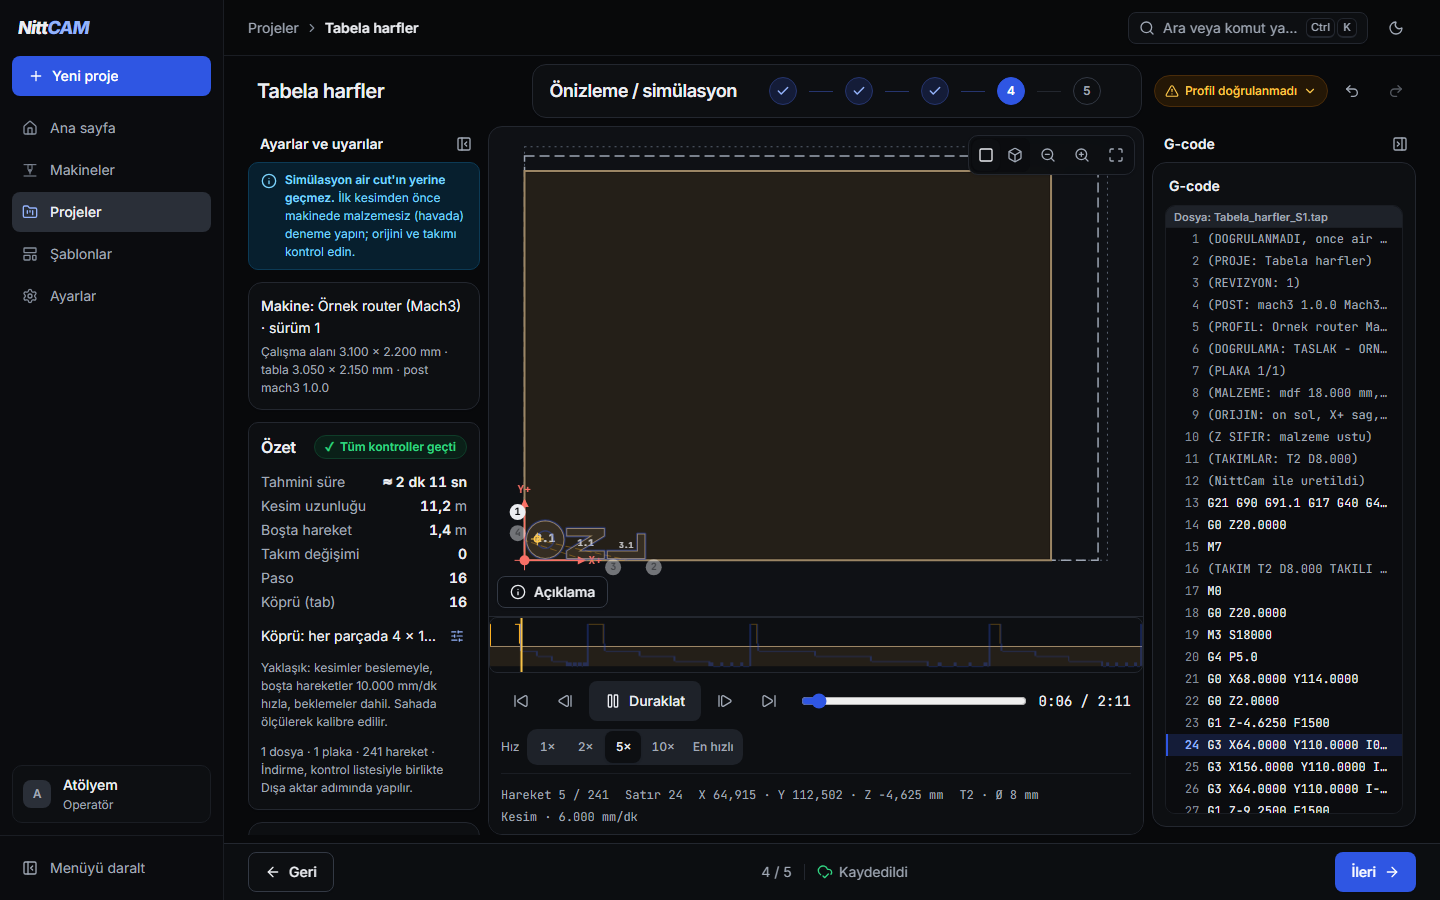 NittCAM
Yeni proje
Ana sayfa
Makineler
Projeler
Şablonlar
Ayarlar
A
Atölyem
Operatör
Menüyü daralt
Projeler
Tabela harfler
Ara veya komut ya...
Ctrl
K
Tabela harfler
Önizleme / simülasyon
4
5
Profil doğrulanmadı
Ayarlar ve uyarılar
Simülasyon air cut'ın yerine
geçmez. İlk kesimden önce
makinede malzemesiz (havada)
deneme yapın; orijini ve takımı
kontrol edin.
Makine: Örnek router (Mach3)
· sürüm 1
Çalışma alanı 3.100 × 2.200 mm ·
tabla 3.050 × 2.150 mm · post
mach3 1.0.0
Özet
✓ Tüm kontroller geçti
Tahmini süre ≈ 2 dk 11 sn
Kesim uzunluğu 11,2 m
Boşta hareket 1,4 m
Takım değişimi 0
Paso 16
Köprü (tab) 16
Köprü: her parçada 4 × 1...
Yaklaşık: kesimler beslemeyle,
boşta hareketler 10.000 mm/dk
hızla, beklemeler dahil. Sahada
ölçülerek kalibre edilir.
1 dosya · 1 plaka · 241 hareket ·
İndirme, kontrol listesiyle birlikte
Dışa aktar adımında yapılır.
Y+
1
4
1.1
3.1
X+
3
2
Açıklama
Duraklat
0:06 / 2:11
Hız
1×
2×
5×
10×
En hızlı
Hareket 5 / 241 Satır 24 X 64,915 · Y 112,502 · Z -4,625 mm T2 · Ø 8 mm
Kesim · 6.000 mm/dk
G-code
G-code
Dosya: Tabela_harfler_S1.tap
1 (DOGRULANMADI, once air …
2 (PROJE: Tabela harfler)
3 (REVIZYON: 1)
4 (POST: mach3 1.0.0 Mach3…
5 (PROFIL: Ornek router Ma…
6 (DOGRULAMA: TASLAK - ORN…
7 (PLAKA 1/1)
8 (MALZEME: mdf 18.000 mm,…
9 (ORIJIN: on sol, X+ sag,…
10 (Z SIFIR: malzeme ustu)
11 (TAKIMLAR: T2 D8.000)
12 (NittCam ile uretildi)
13 G21 G90 G91.1 G17 G40 G4…
14 G0 Z20.0000
15 M7
16 (TAKIM T2 D8.000 TAKILI …
17 M0
18 G0 Z20.0000
19 M3 S18000
20 G4 P5.0
21 G0 X68.0000 Y114.0000
22 G0 Z2.0000
23 G1 Z-4.6250 F1500
24 G3 X64.0000 Y110.0000 I0…
25 G3 X156.0000 Y110.0000 I…
26 G3 X64.0000 Y110.0000 I-…
27 G1 Z-9.2500 F1500
Geri
4 / 5
Kaydedildi
İleri